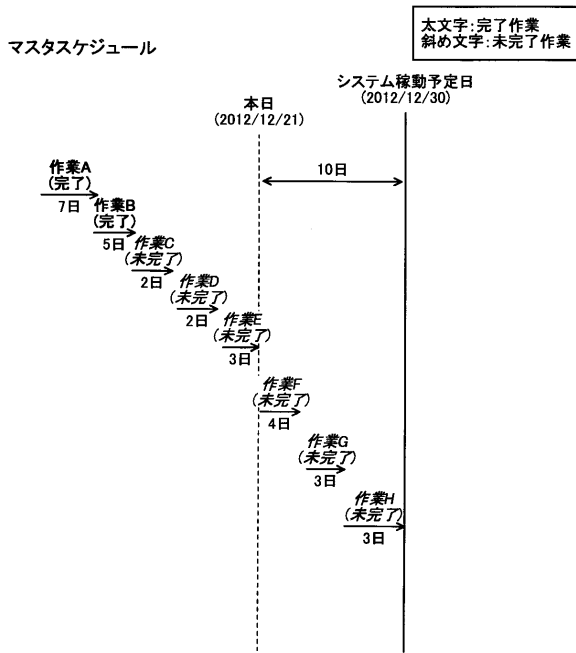 太文字:完了作業
斜め文字:未完了作業
マスタスケジュール
システム稼動予定日
(2012/12/30)
本日
(2012/12/21)
10日
作業A
(完了)
7日
作業B
(完了)
5日
作業C
(未完了)
2日
作業D
(未完了)
2日
作業E
(未完了)
3日
作業F
(未完了)
4日
作業G
(未完了)
3日
作業H
(未完了)
3日